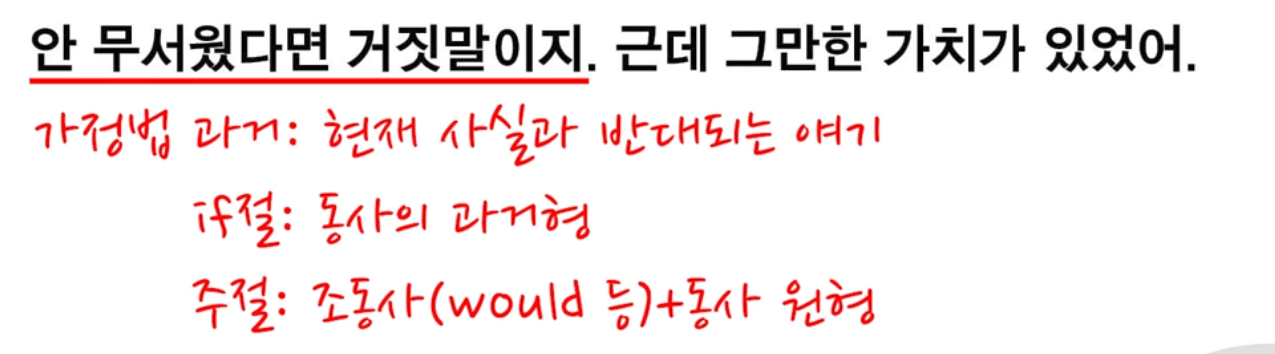 안 무서웠다면 거짓말이지. 근데 그만한 가치가 있었어.
가정법 과거: 현재 사실과 반대되는 얘기
if절: 동사의 과거형
주절: 조동사(would 등)+동사 원형